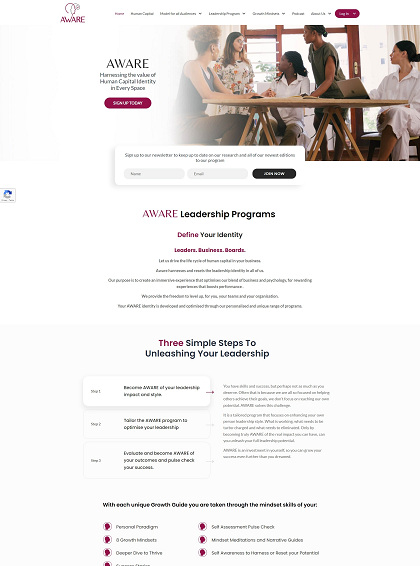 AWARE
Home
Human Capital
Model for all Audiences
Leadership Program
Growth Mindsets
Podcast
About Us
Log In
AWARE
Harnessing the value of
Human Capital Identity
in Every Space
SIGN UP TODAY
Sign up to our newsletter to keep up to date on our research and all of our newest editions
to our program
Name
Email
JOIN NOW
AWARE Leadership Programs
Define Your Identity
Leaders. Business. Boards.
Let us drive the life cycle of human capital in your business.
Aware harnesses and resets the leadership identity in all of us.
Our purpose is to create an immersive experience that optimises our blend of business and psychology, for rewarding
experiences that boosts performance.
We provide the freedom to level up, for you, your teams and your organisation.
Your AWARE identity is developed and optimised through our personalised and unique range of programs.
Three Simple Steps To
Unleashing Your Leadership
Step 1
Become AWARE of your leadership
impact and style.
Step 2
Tailor the AWARE program to
optimise your leadership
Step 3
Evaluate and become AWARE of
your outcomes and pulse check
your success.
You have skills and success, but perhaps not as much as you
deserve. Often that is because we are all so focused on helping
others achieve their goals, we don't focus on reaching our own
potential. AWARE solves this challenge.
It is a tailored program that focuses on enhancing your own
unique leadership style. What is working, what needs to be
turbo charged and what needs to eliminated. Only by
becoming truly AWARE of the real impact you can have, can
you unleash your full leadership potential.
AWARE is an investment in yourself, so you can grow your
success even further than you dreamed.
With each unique Growth Guide you are taken through the mindset skills of your:
Personal Paradigm
8 Growth Mindsets
Deeper Dive to Thrive
Self Assessment Pulse Check
Mindset Meditations and Narrative Guides
Self Awareness to Harness or Reset your Potential